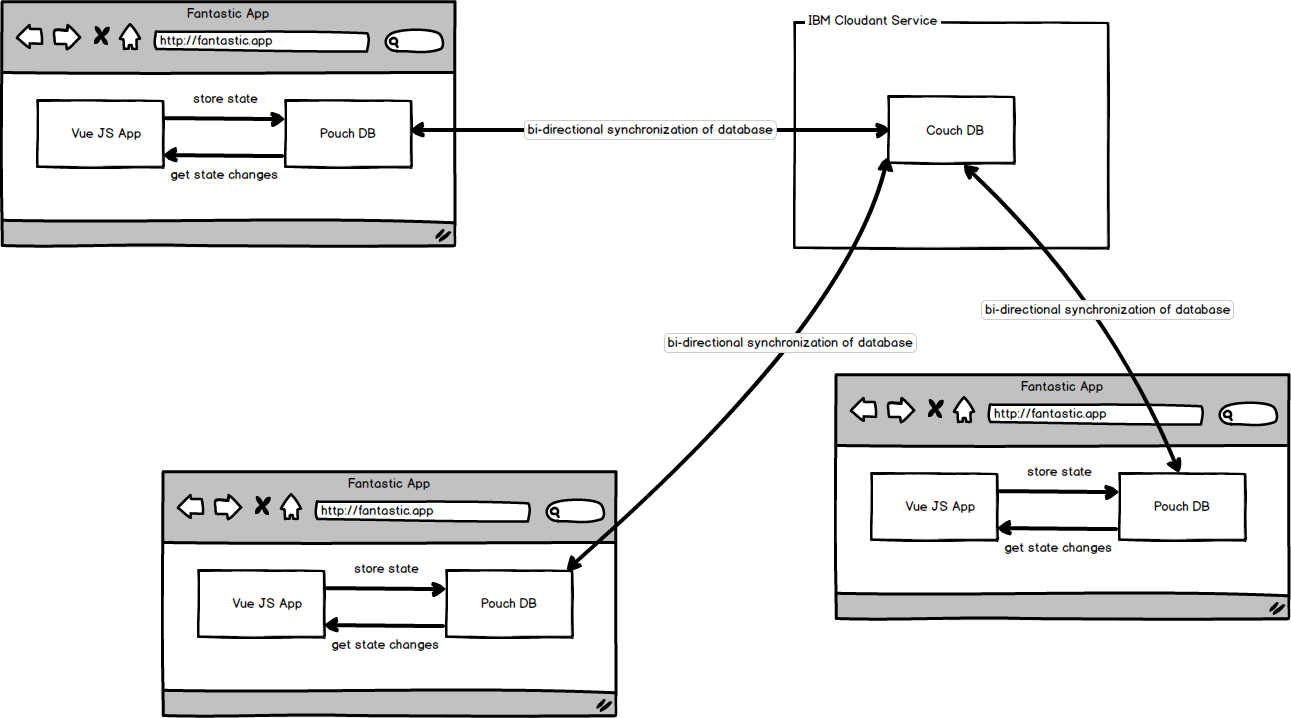 Fantastic App
http://fantastic.app
store state
Vue JS App
Pouch DB
get state changes
bi-directional synchronization of database
IBM Cloudant Service
Couch DB
bi-directional synchronization of database
bi-directional synchronization of database
Fantastic App
http://fantastic.app
store state
Vue JS App
Pouch DB
get state changes
Fantastic App
http://fantastic.app
store state
Vue JS App
Pouch DB
get state changes